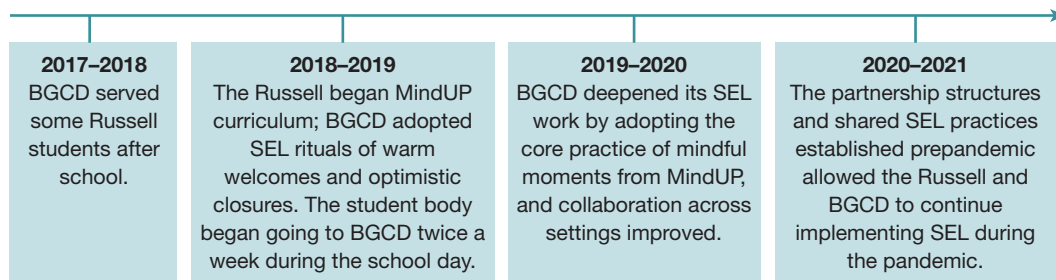 2017–2018
BGCD served
some Russell
students after
school.
2018–2019
The Russell began MindUP
curriculum; BGCD adopted
SEL rituals of warm
welcomes and optimistic
closures. The student body
began going to BGCD twice a
week during the school day.
2019–2020
BGCD deepened its SEL
work by adopting the
core practice of mindful
moments from MindUP,
and collaboration across
settings improved.
2020–2021
The partnership structures
and shared SEL practices
established prepandemic
allowed the Russell and
BGCD to continue
implementing SEL during
the pandemic.